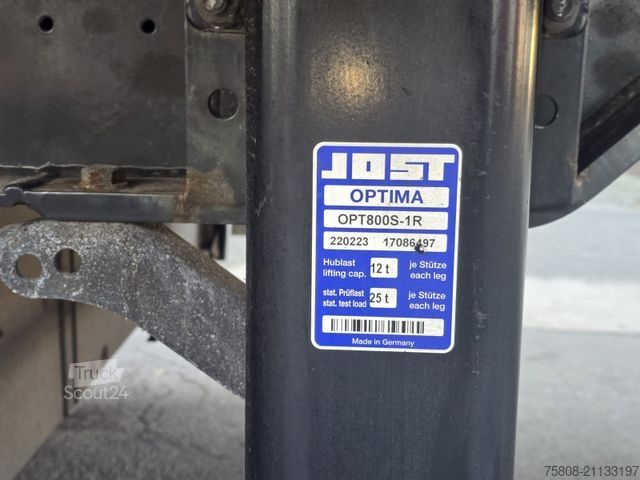 JOST
JOST
OPTIMA
OPT800S-1R
220223 17086497
Hublast
lifting cap. 12 t je Stütze
each leg
stat. Prüflast
stat. test load 25 t je Stütze
each leg
Made in Germany
Truck
Scout24
75808-21133197